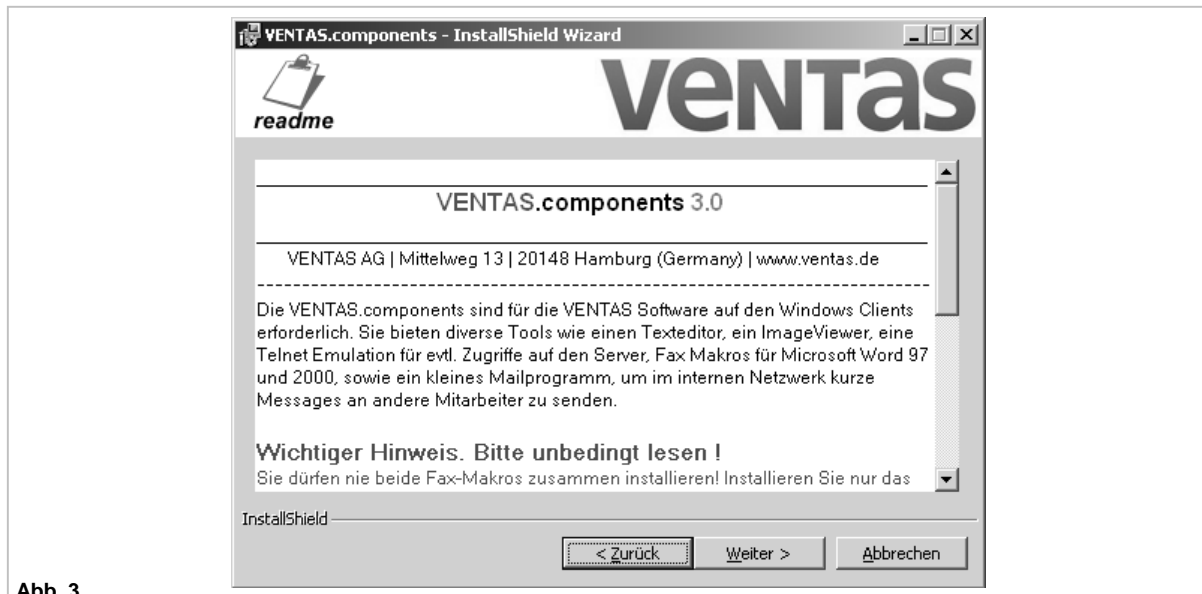 VENTAS.components - InstallShield Wizard
readme
VENTas
VENTAS.components 3.0
VENTAS AG | Mittelweg 13 | 20148 Hamburg (Germany) | www.ventas.de
Die VENTAS.components sind für die VENTAS Software auf den Windows Clients
erforderlich. Sie bieten diverse Tools wie einen Texteditor, ein ImageViewer, eine
Telnet Emulation für evtl. Zugriffe auf den Server, Fax Makros für Microsoft Word 97
und 2000, sowie ein kleines Mailprogramm, um im internen Netzwerk kurze
Messages an andere Mitarbeiter zu senden.
Wichtiger Hinweis. Bitte unbedingt lesen !
Sie dürfen nie beide Fax-Makros zusammen installieren! Installieren Sie nur das
InstallShield
< Zurück
Weiter >
Abbrechen
Abb. 3